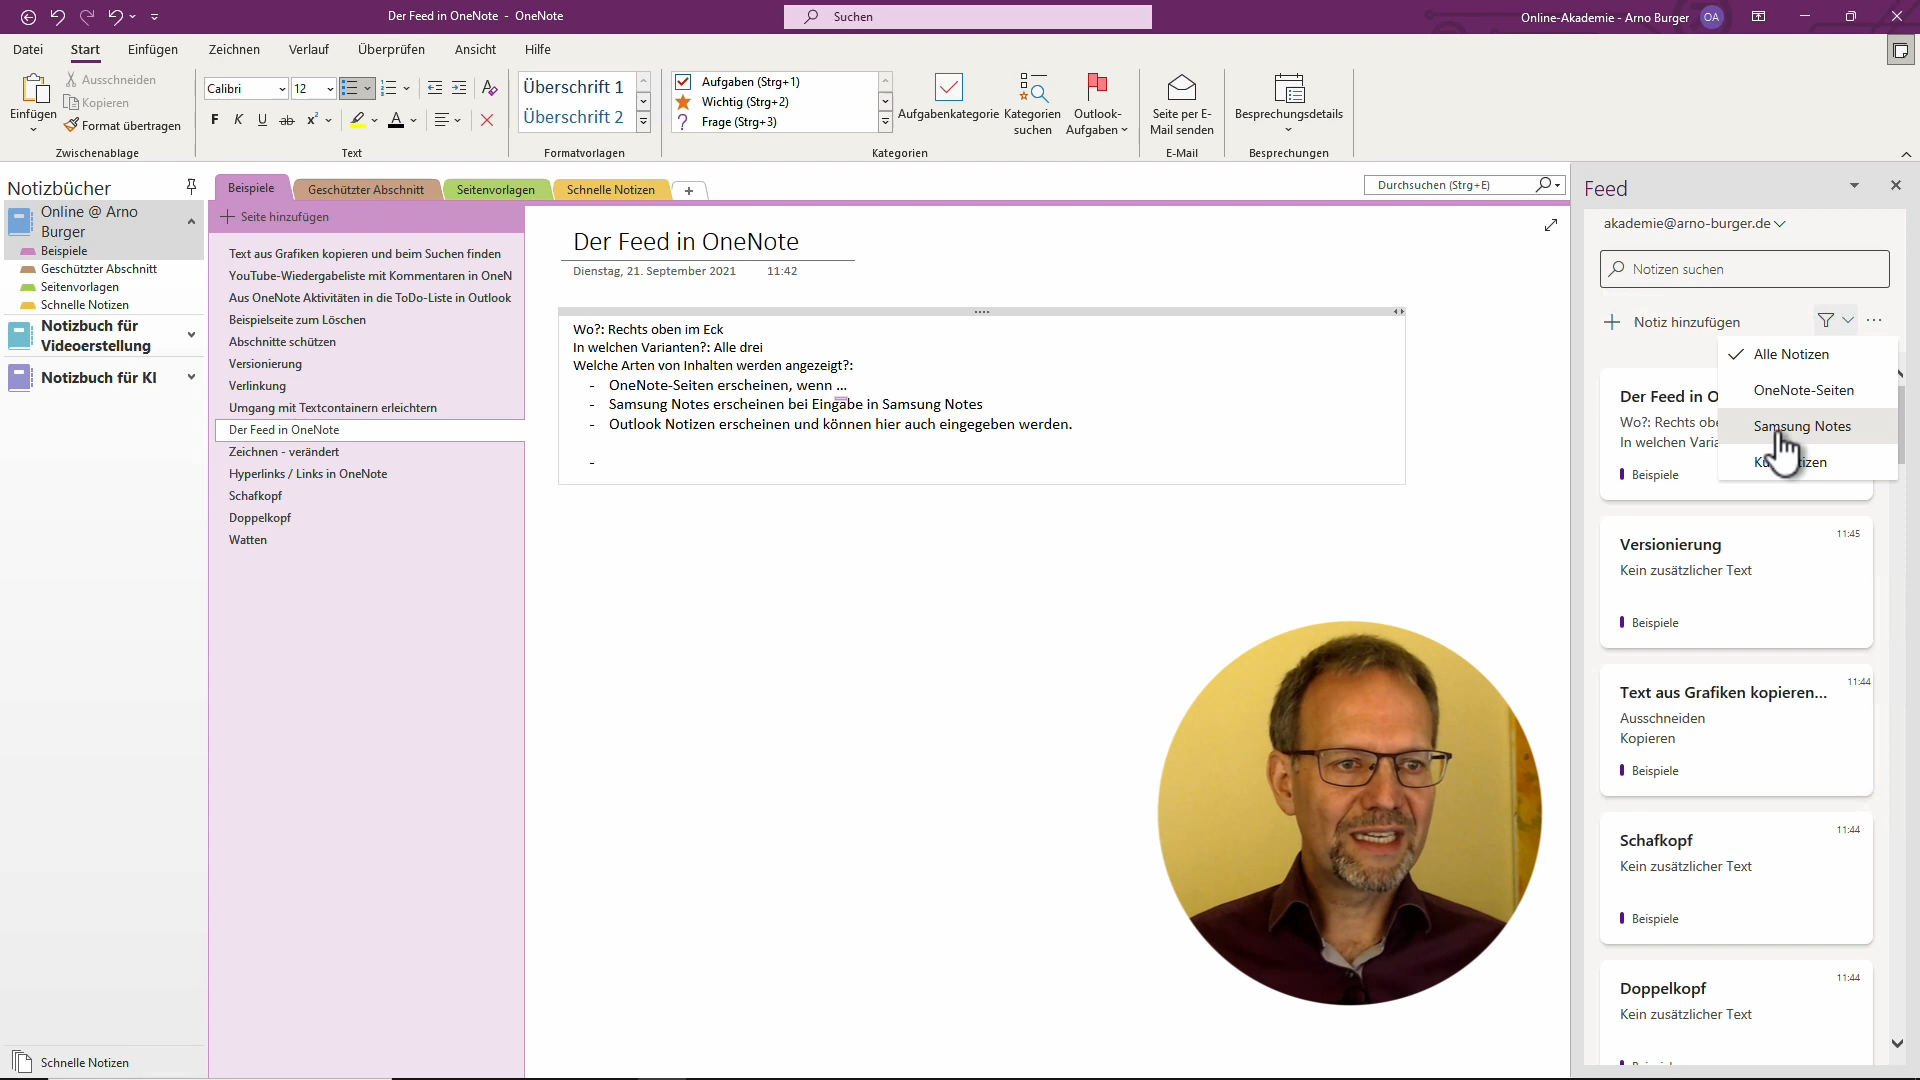 Der Feed in OneNote - OneNote
Suchen
Online-Akademie - Arno Burger
OA
Datei
Start
Einfügen
Zeichnen
Verlauf
Überprüfen
Ansicht
Hilfe
Einfügen
Ausschneiden
Kopieren
Format übertragen
Zwischenablage
Calibri
12
F K U ab x² A
Text
Überschrift 1
Überschrift 2
Formatvorlagen
Aufgaben (Strg+1)
Wichtig (Strg+2)
Frage (Strg+3)
Aufgabenkategorie
Kategorien
suchen
Outlook-
Aufgaben
Kategorien
Seite per E-
Mail senden
E-Mail
Besprechungsdetails
Besprechungen
Notizbücher
Online @ Arno
Burger
Beispiele
Geschützter Abschnitt
Seitenvorlagen
Schnelle Notizen
Notizbuch für
Videoerstellung
Notizbuch für KI
Schnelle Notizen
Beispiele
Geschützter Abschnitt
Seitenvorlagen
Schnelle Notizen
+
Durchsuchen (Strg+E)
Seite hinzufügen
Text aus Grafiken kopieren und beim Suchen finden
YouTube-Wiedergabeliste mit Kommentaren in OneN
Aus OneNote Aktivitäten in die ToDo-Liste in Outlook
Beispielseite zum Löschen
Abschnitte schützen
Versionierung
Verlinkung
Umgang mit Textcontainern erleichtern
Der Feed in OneNote
Zeichnen - verändert
Hyperlinks / Links in OneNote
Schafkopf
Doppelkopf
Watten
Der Feed in OneNote
Dienstag, 21. September 2021 11:42
Wo?: Rechts oben im Eck
In welchen Varianten?: Alle drei
Welche Arten von Inhalten werden angezeigt?:
- OneNote-Seiten erscheinen, wenn ...
- Samsung Notes erscheinen bei Eingabe in Samsung Notes
- Outlook Notizen erscheinen und können hier auch eingegeben werden.
-
Feed
akademie@arno-burger.de
Notizen suchen
Notiz hinzufügen
Alle Notizen
OneNote-Seiten
Samsung Notes
Der Feed in O
Wo?: Rechts obe
In welchen Varia
Beispiele
11:45
Versionierung
Kein zusätzlicher Text
Beispiele
11:44
Text aus Grafiken kopieren...
Ausschneiden
Kopieren
Beispiele
11:44
Schafkopf
Kein zusätzlicher Text
Beispiele
11:44
Doppelkopf
Kein zusätzlicher Text